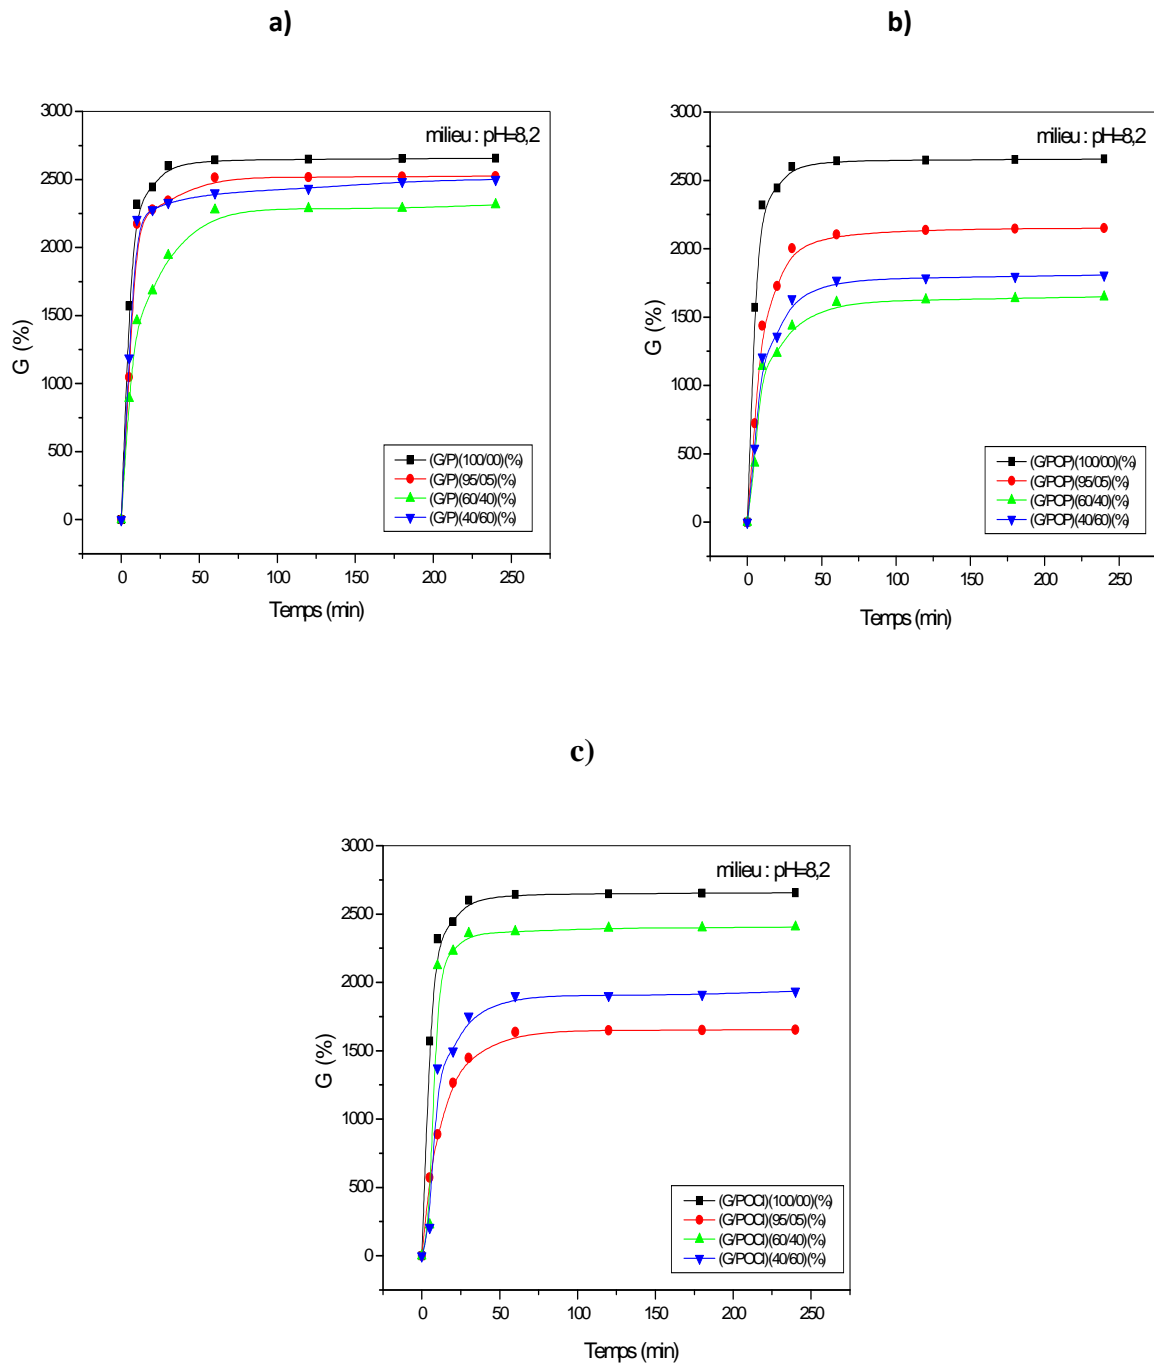 a)
b)
3000
2500
2000
1500
1000
500
0
G (%)
milieu : pH=8,2
(G/P)(100/00)(%)
(G/P)(95/05)(%)
(G/P)(60/40)(%)
(G/P)(40/60)(%)
0 50 100 150 200 250
Temps (min)
3000
2500
2000
1500
1000
500
0
G (%)
milieu : pH=8,2
(G/POP)(100/00)(%)
(G/POP)(95/05)(%)
(G/POP)(60/40)(%)
(G/POP)(40/60)(%)
0 50 100 150 200 250
Temps (min)
c)
3000
2500
2000
1500
1000
500
0
G (%)
milieu : pH=8,2
(G/POCl)(100/00)(%)
(G/POCl)(95/05)(%)
(G/POCl)(60/40)(%)
(G/POCl)(40/60)(%)
0 50 100 150 200 250
Temps (min)